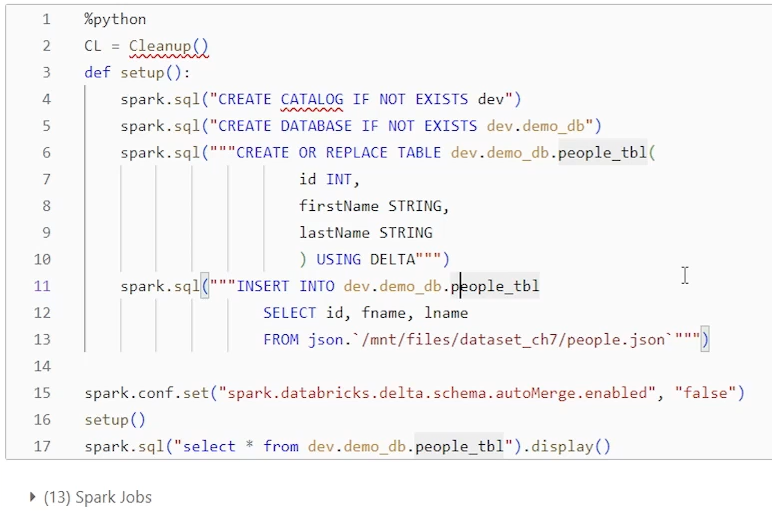 1 %python
2 CL = Cleanup()
3 def setup():
4 spark.sql("CREATE CATALOG IF NOT EXISTS dev")
5 spark.sql("CREATE DATABASE IF NOT EXISTS dev.demo_db")
6 spark.sql("""CREATE OR REPLACE TABLE dev.demo_db.people_tbl(
7 id INT,
8 firstName STRING,
9 lastName STRING
10 ) USING DELTA""")
11 spark.sql("""INSERT INTO dev.demo_db.people_tbl
12 SELECT id, fname, lname
13 FROM json.`/mnt/files/dataset_ch7/people.json`""")
14
15 spark.conf.set("spark.databricks.delta.schema.autoMerge.enabled", "false")
16 setup()
17 spark.sql("select * from dev.demo_db.people_tbl").display()
(13) Spark Jobs